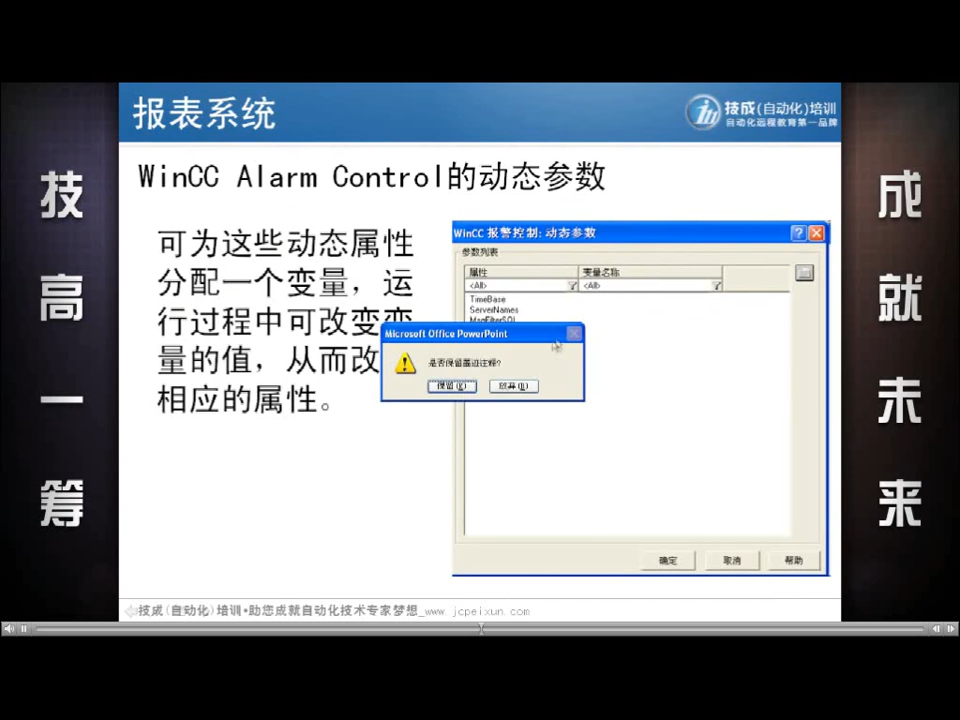 报表系统
技成(自动化)培训
自动化远程教育第一品牌
技高一筹
成就未来
WinCC Alarm Control的动态参数
可为这些动态属性
分配一个变量，运
行过程中可改变变
量的值，从而改
相应的属性。
WinCC 报警控制: 动态参数
参数列表
属性
变量名称
<All>
<All>
TimeBase
ServerNames
MsgFilterSQL
Microsoft Office PowerPoint
是否保留墨迹注释?
保留(K)
放弃(D)
确定
取消
帮助
技成(自动化)培训•助您成就自动化技术专家梦想_www.jcpeixun.com